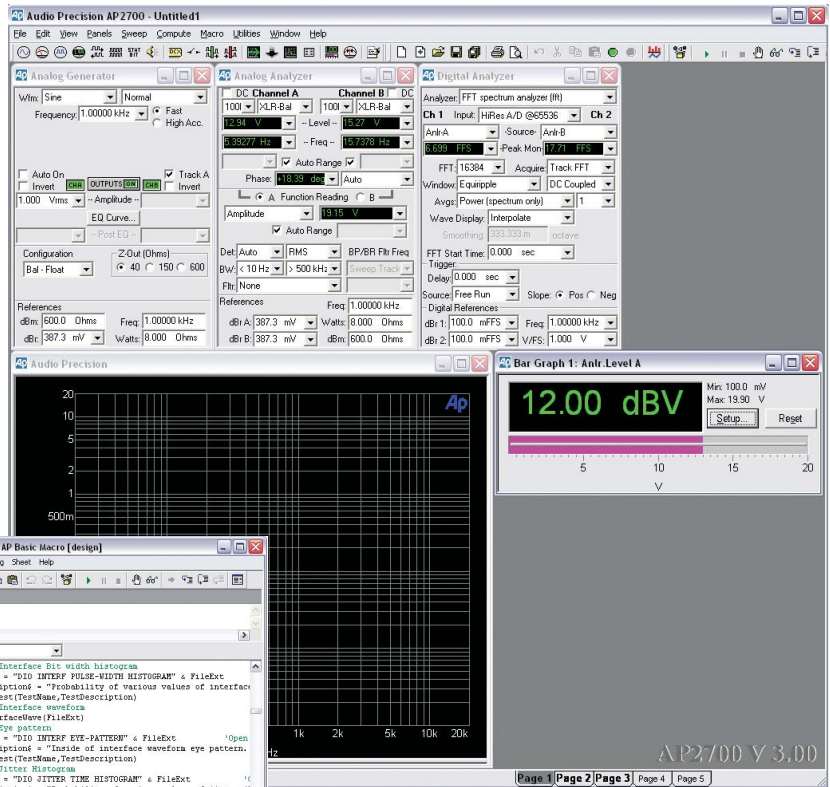 Audio Precision AP2700 - Untitled1
File Edit View Panels Sweep Compute Macro Utilities Window Help
Analog Generator
Wfm: Sine Normal
Frequency: 1.00000 kHz Fast
High Acc.
Auto On Track A
Invert CHA OUTPUTS ON CHB Invert
1.000 Vrms -- Amplitude --
EQ Curve...
-- Post EQ --
Configuration Z-Out (Ohms)
Bal - Float 40 150 600
References
dBm: 600.0 Ohms Freq: 1.00000 kHz
dBr: 387.3 mV Watts: 8.000 Ohms
Analog Analyzer
DC Channel A Channel B DC
100k XLR-Bal 100k XLR-Bal
12.94 V -- Level -- 15.27 V
5.39277 Hz -- Freq -- 15.7378 Hz
Auto Range
Phase: +18.39 deg Auto
A Function Reading B
Amplitude 19.15 V
Auto Range
Det: Auto RMS BP/BR Fltr Freq
BW: < 10 Hz > 500 kHz Sweep Track
Fltr: None
References Freq: 1.00000 kHz
dBr A: 387.3 mV Watts: 8.000 Ohms
dBr B: 387.3 mV dBm: 600.0 Ohms
Digital Analyzer
Analyzer: FFT spectrum analyzer (fft)
Ch 1 Input: HiRes A/D @65536 Ch 2
Anlr-A -Source- Anlr-B
6.699 FFS -Peak Mon- 17.71 FFS
FFT: 16384 Acquire: Track FFT
Window: Equiripple DC Coupled
Avgs: Power (spectrum only) 1
Wave Display: Interpolate
Smoothing: 333.333 m octave
FFT Start Time: 0.000 sec
Trigger:
Delay: 0.000 sec
Source: Free Run Slope: Pos Neg
Digital References
dBr 1: 100.0 mFFS Freq: 1.00000 kHz
dBr 2: 100.0 mFFS V/FS: 1.000 V
Audio Precision
Ap
20
10
5
2
1
500m
1k 2k 5k 10k 20k
Hz
Bar Graph 1: Anlr.Level A
12.00 dBV
Min: 100.0 mV
Max: 19.90 V
Setup... Reset
5 10 15 20
V
AP Basic Macro [design]
Sheet Help
Interface Bit width histogram
= "DIO INTERF PULSE-WIDTH HISTOGRAM" & FileExt
iption$ = "Probability of various values of interface
est(TestName,TestDescription)
Interface waveform
rfaceWave(FileExt)
Eye pattern
= "DIO INTERF EYE-PATTERN" & FileExt 'Open
iption$ = "Inside of interface waveform eye pattern.
est(TestName,TestDescription)
Jitter Histogram
= "DIO JITTER TIME HISTOGRAM" & FileExt
AP2700 V 3.00
Page 1 Page 2 Page 3 Page 4 Page 5